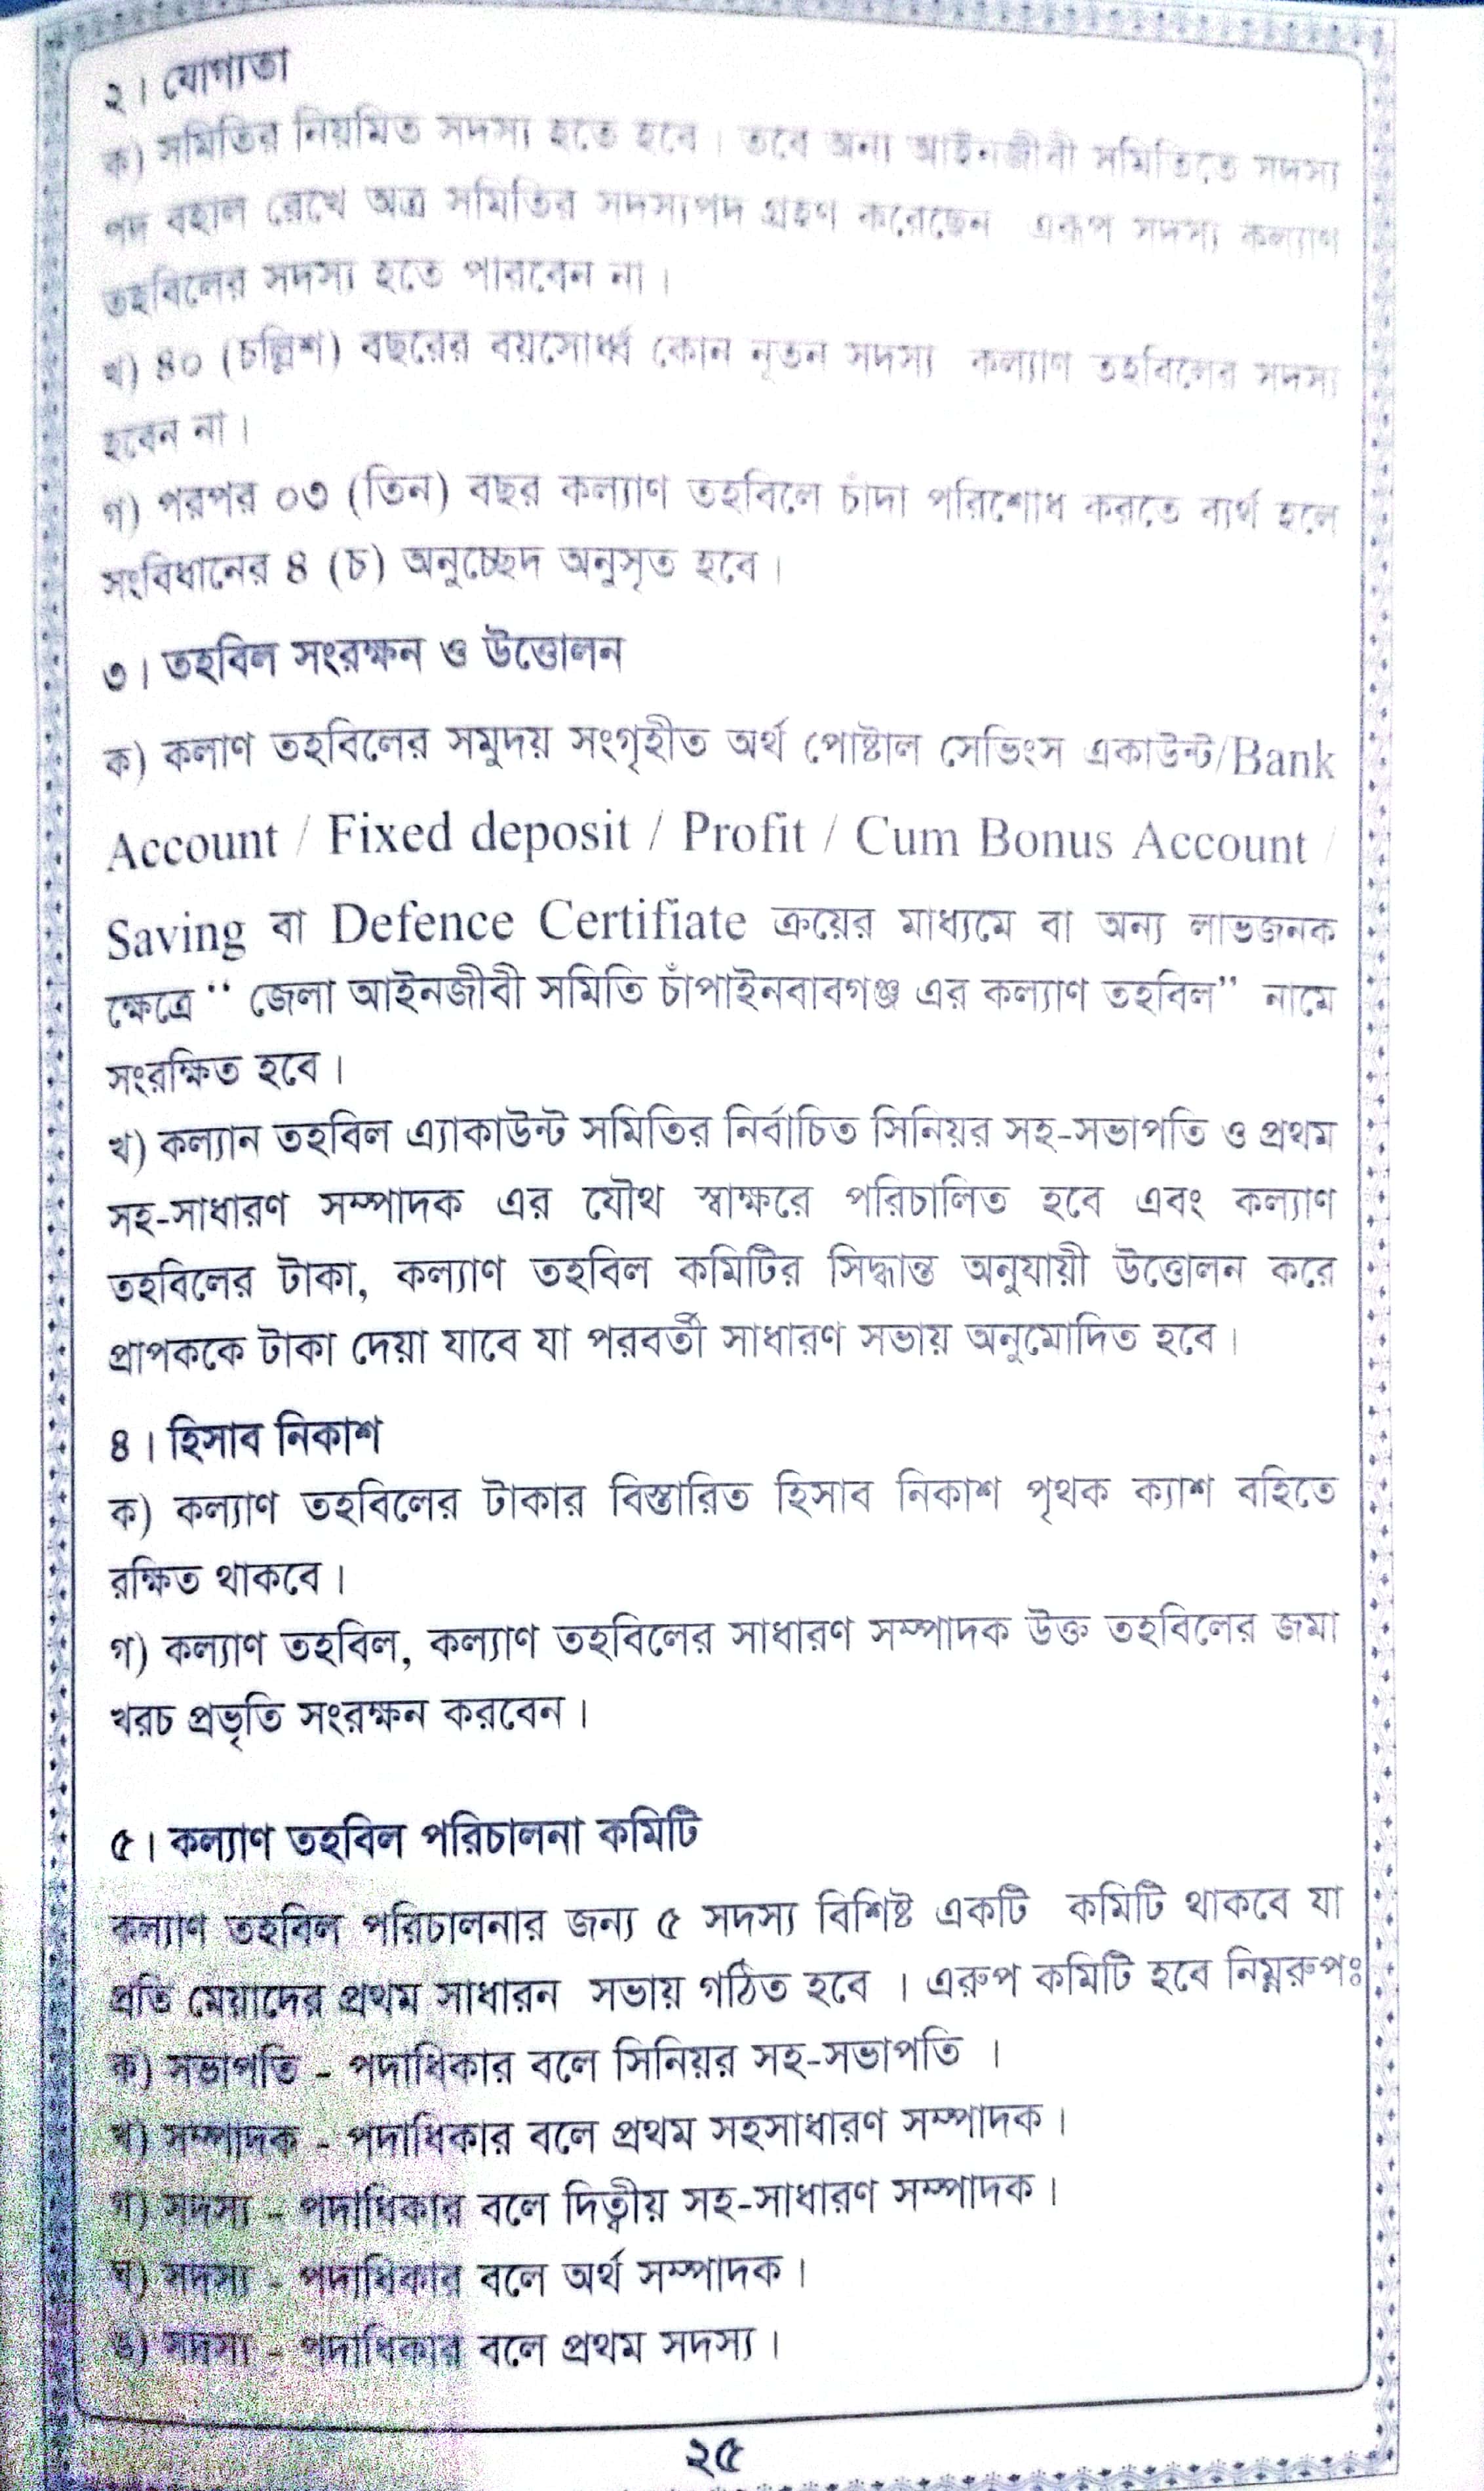 ২। যোগ্যতা
ক) সমিতির নিয়মিত সদস্য হতে হবে। তবে অন্য আইনজীবী সমিতিতে সদস্য
পদ বহাল রেখে অত্র সমিতির সদস্যপদ গ্রহণ করেছেন এরূপ সদস্য কল্যাণ
তহবিলের সদস্য হতে পারবেন না।
খ) ৪০ (চল্লিশ) বছরের বয়সোর্ধ্ব কোন নূতন সদস্য কল্যাণ তহবিলের সদস্য
হবেন না।
গ) পরপর ০৩ (তিন) বছর কল্যাণ তহবিলে চাঁদা পরিশোধ করতে ব্যর্থ হলে
সংবিধানের ৪ (চ) অনুচ্ছেদ অনুসৃত হবে।
৩। তহবিল সংরক্ষন ও উত্তোলন
ক) কলাণ তহবিলের সমুদয় সংগৃহীত অর্থ পোষ্টাল সেভিংস একাউন্ট/Bank
Account / Fixed deposit / Profit / Cum Bonus Account /
Saving বা Defence Certifiate ক্রয়ের মাধ্যমে বা অন্য লাভজনক
ক্ষেত্রে “ জেলা আইনজীবী সমিতি চাঁপাইনবাবগঞ্জ এর কল্যাণ তহবিল” নামে
সংরক্ষিত হবে।
খ) কল্যান তহবিল এ্যাকাউন্ট সমিতির নির্বাচিত সিনিয়র সহ-সভাপতি ও প্রথম
সহ-সাধারণ সম্পাদক এর যৌথ স্বাক্ষরে পরিচালিত হবে এবং কল্যাণ
তহবিলের টাকা, কল্যাণ তহবিল কমিটির সিদ্ধান্ত অনুযায়ী উত্তোলন করে
প্রাপককে টাকা দেয়া যাবে যা পরবর্তী সাধারণ সভায় অনুমোদিত হবে।
৪। হিসাব নিকাশ
ক) কল্যাণ তহবিলের টাকার বিস্তারিত হিসাব নিকাশ পৃথক ক্যাশ বহিতে
রক্ষিত থাকবে।
গ) কল্যাণ তহবিল, কল্যাণ তহবিলের সাধারণ সম্পাদক উক্ত তহবিলের জমা
খরচ প্রভৃতি সংরক্ষন করবেন।
৫। কল্যাণ তহবিল পরিচালনা কমিটি
কল্যাণ তহবিল পরিচালনার জন্য ৫ সদস্য বিশিষ্ট একটি কমিটি থাকবে যা
প্রতি মেয়াদের প্রথম সাধারন সভায় গঠিত হবে । এরুপ কমিটি হবে নিম্নরুপঃ
ক) সভাপতি - পদাধিকার বলে সিনিয়র সহ-সভাপতি ।
খ) সম্পাদক - পদাধিকার বলে প্রথম সহসাধারণ সম্পাদক।
গ) সদস্য - পদাধিকার বলে দিত্বীয় সহ-সাধারণ সম্পাদক।
ঘ) সদস্য - পদাধিকার বলে অর্থ সম্পাদক।
ঙ) সদস্য - পদাধিকার বলে প্রথম সদস্য।
২৫